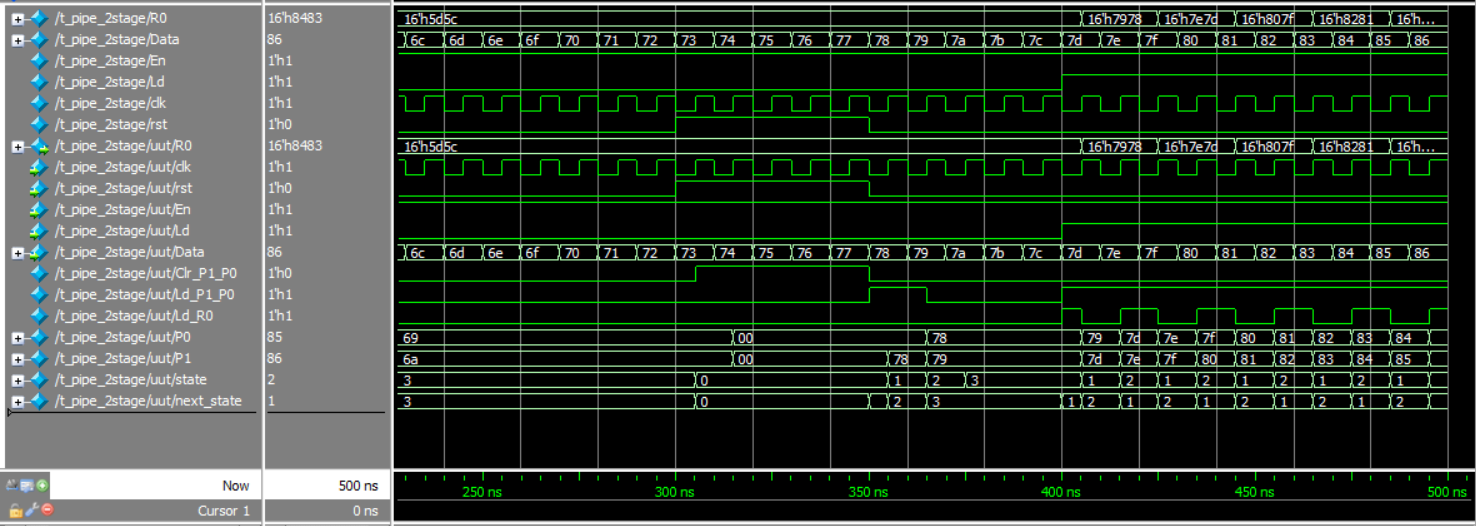 /t_pipe_2stage/R0 16'h8483 16'h5d5c 16'h7978 16'h7e7d 16'h807f 16'h8281 16'h...
/t_pipe_2stage/Data 86 6c 6d 6e 6f 70 71 72 73 74 75 76 77 78 79 7a 7b 7c 7d 7e 7f 80 81 82 83 84 85 86
/t_pipe_2stage/En 1'h1
/t_pipe_2stage/Ld 1'h1
/t_pipe_2stage/clk 1'h1
/t_pipe_2stage/rst 1'h0
/t_pipe_2stage/uut/R0 16'h8483 16'h5d5c 16'h7978 16'h7e7d 16'h807f 16'h8281 16'h...
/t_pipe_2stage/uut/clk 1'h1
/t_pipe_2stage/uut/rst 1'h0
/t_pipe_2stage/uut/En 1'h1
/t_pipe_2stage/uut/Ld 1'h1
/t_pipe_2stage/uut/Data 86 6c 6d 6e 6f 70 71 72 73 74 75 76 77 78 79 7a 7b 7c 7d 7e 7f 80 81 82 83 84 85 86
/t_pipe_2stage/uut/Clr_P1_P0 1'h0
/t_pipe_2stage/uut/Ld_P1_P0 1'h1
/t_pipe_2stage/uut/Ld_R0 1'h1
/t_pipe_2stage/uut/P0 85 69 00 78 79 7d 7e 7f 80 81 82 83 84
/t_pipe_2stage/uut/P1 86 6a 00 78 79 7d 7e 7f 80 81 82 83 84 85
/t_pipe_2stage/uut/state 2 3 0 1 2 3 1 2 1 2 1 2 1 2 1
/t_pipe_2stage/uut/next_state 1 3 0 2 3 1 2 1 2 1 2 1 2 1 2
Now 500 ns 250 ns 300 ns 350 ns 400 ns 450 ns 500 ns
Cursor 1 0 ns